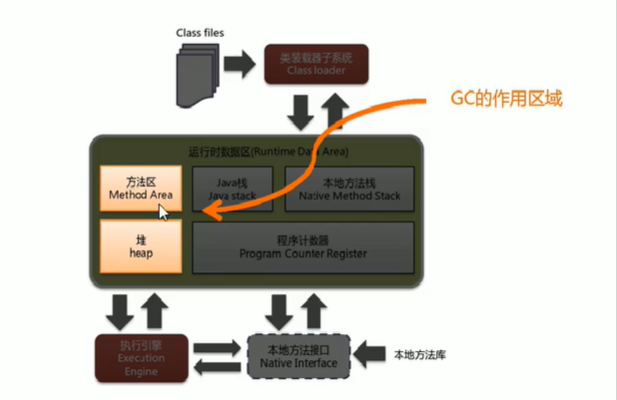 Class files
类装载器子系统
Class loader
GC的作用区域
运行时数据区(Runtime Data Area)
方法区
Method Area
Java栈
Java stack
本地方法栈
Native Method Stack
堆
heap
程序计数器
Program Counter Register
执行引擎
Execution
Engine
本地方法接口
Native Interface
本地方法库